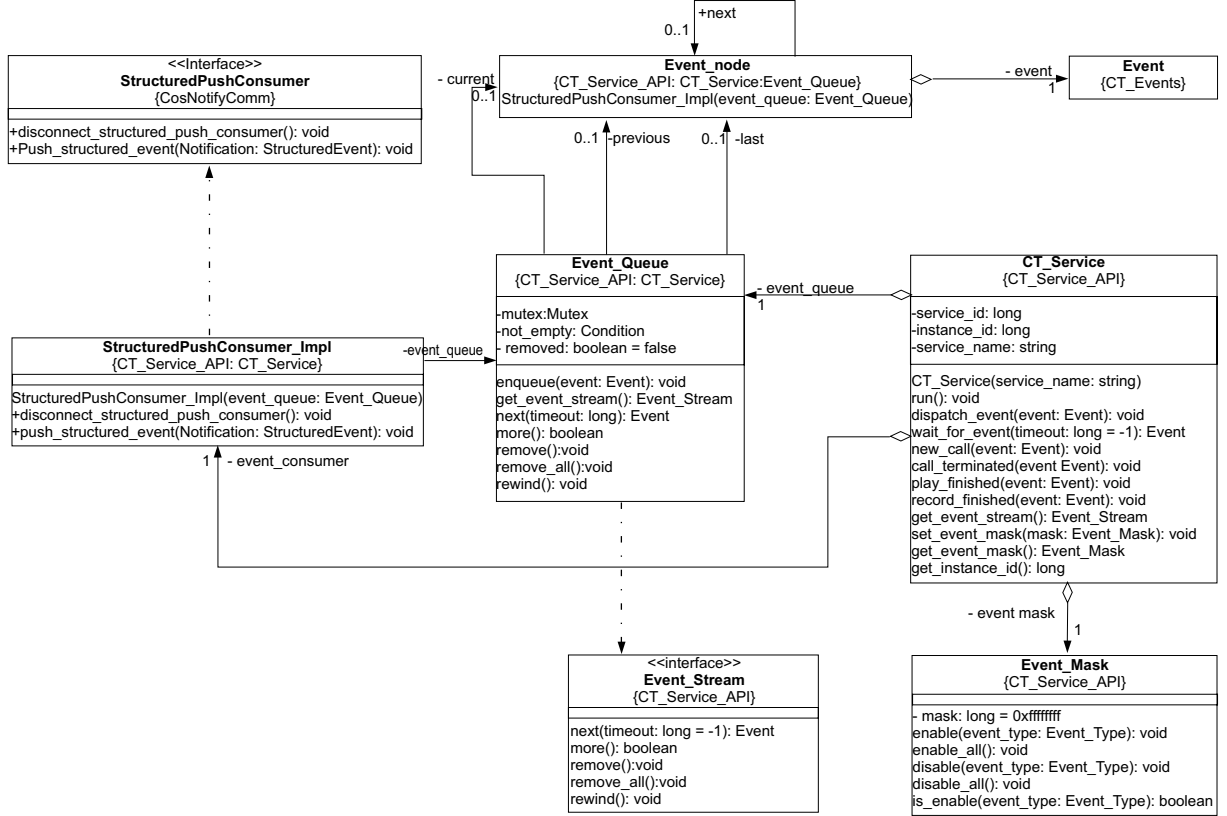 +next
0..1
<<Interface>>
StructuredPushConsumer
{CosNotifyComm}
+disconnect_structured_push_consumer(): void
+Push_structured_event(Notification: StructuredEvent): void
- current
0..1
Event_node
{CT_Service_API: CT_Service:Event_Queue}
StructuredPushConsumer_Impl(event_queue: Event_Queue)
- event
1
Event
{CT_Events}
0..1 -previous
0..1 -last
Event_Queue
{CT_Service_API: CT_Service}
-mutex:Mutex
-not_empty: Condition
- removed: boolean = false
enqueue(event: Event): void
get_event_stream(): Event_Stream
next(timeout: long): Event
more(): boolean
remove():void
remove_all():void
rewind(): void
- event_queue
1
CT_Service
{CT_Service_API}
-service_id: long
-instance_id: long
-service_name: string
CT_Service(service_name: string)
run(): void
dispatch_event(event: Event): void
wait_for_event(timeout: long = -1): Event
new_call(event: Event): void
call_terminated(event Event): void
play_finished(event: Event): void
record_finished(event: Event): void
get_event_stream(): Event_Stream
set_event_mask(mask: Event_Mask): void
get_event_mask(): Event_Mask
get_instance_id(): long
StructuredPushConsumer_Impl
{CT_Service_API: CT_Service}
StructuredPushConsumer_Impl(event_queue: Event_Queue)
+disconnect_structured_push_consumer(): void
+push_structured_event(Notification: StructuredEvent): void
-event_queue
1
- event_consumer
- event mask
1
<<interface>>
Event_Stream
{CT_Service_API}
next(timeout: long = -1): Event
more(): boolean
remove():void
remove_all():void
rewind(): void
Event_Mask
{CT_Service_API}
- mask: long = 0xffffffff
enable(event_type: Event_Type): void
enable_all(): void
disable(event_type: Event_Type): void
disable_all(): void
is_enable(event_type: Event_Type): boolean